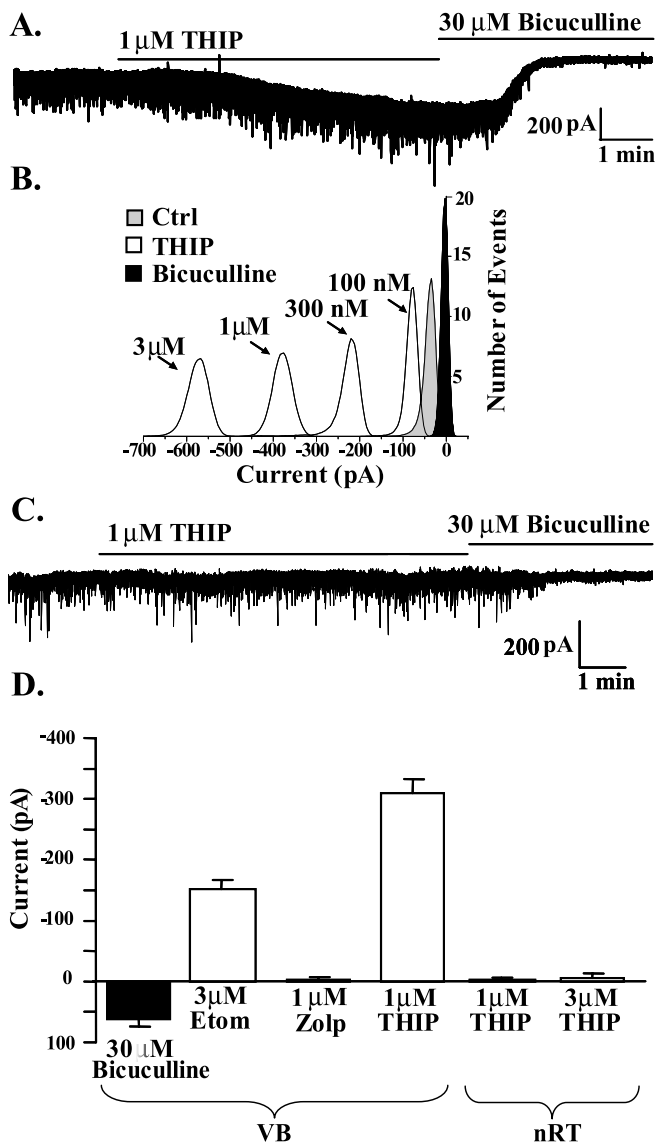 A.
1 μM THIP
30 μM Bicuculline
200 pA
1 min
B.
Ctrl
THIP
Bicuculline
3μM
1μM
300 nM
100 nM
20
15
10
5
Number of Events
-700 -600 -500 -400 -300 -200 -100 0
Current (pA)
C.
1 μM THIP
30 μM Bicuculline
200 pA
1 min
D.
-400
-300
-200
-100
0
100
Current (pA)
30 μM
Bicuculline
3μM
Etom
1μM
Zolp
1μM
THIP
1μM
THIP
3μM
THIP
VB
nRT